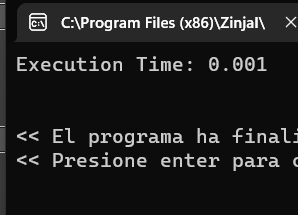 C:\Program Files (x86)\Zinjal\
Execution Time: 0.001
<< El programa ha finali
<< Presione enter para